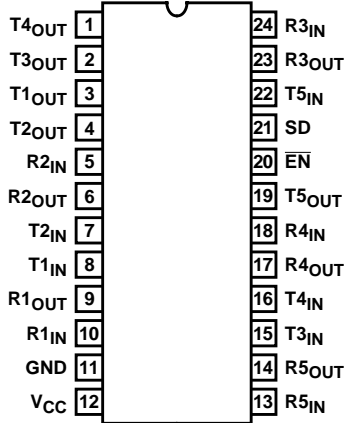 T4OUT 1 24 R3IN
T3OUT 2 23 R3OUT
T1OUT 3 22 T5IN
T2OUT 4 21 SD
R2IN 5 20 E̅N̅
R2OUT 6 19 T5OUT
T2IN 7 18 R4IN
T1IN 8 17 R4OUT
R1OUT 9 16 T4IN
R1IN 10 15 T3IN
GND 11 14 R5OUT
VCC 12 13 R5IN